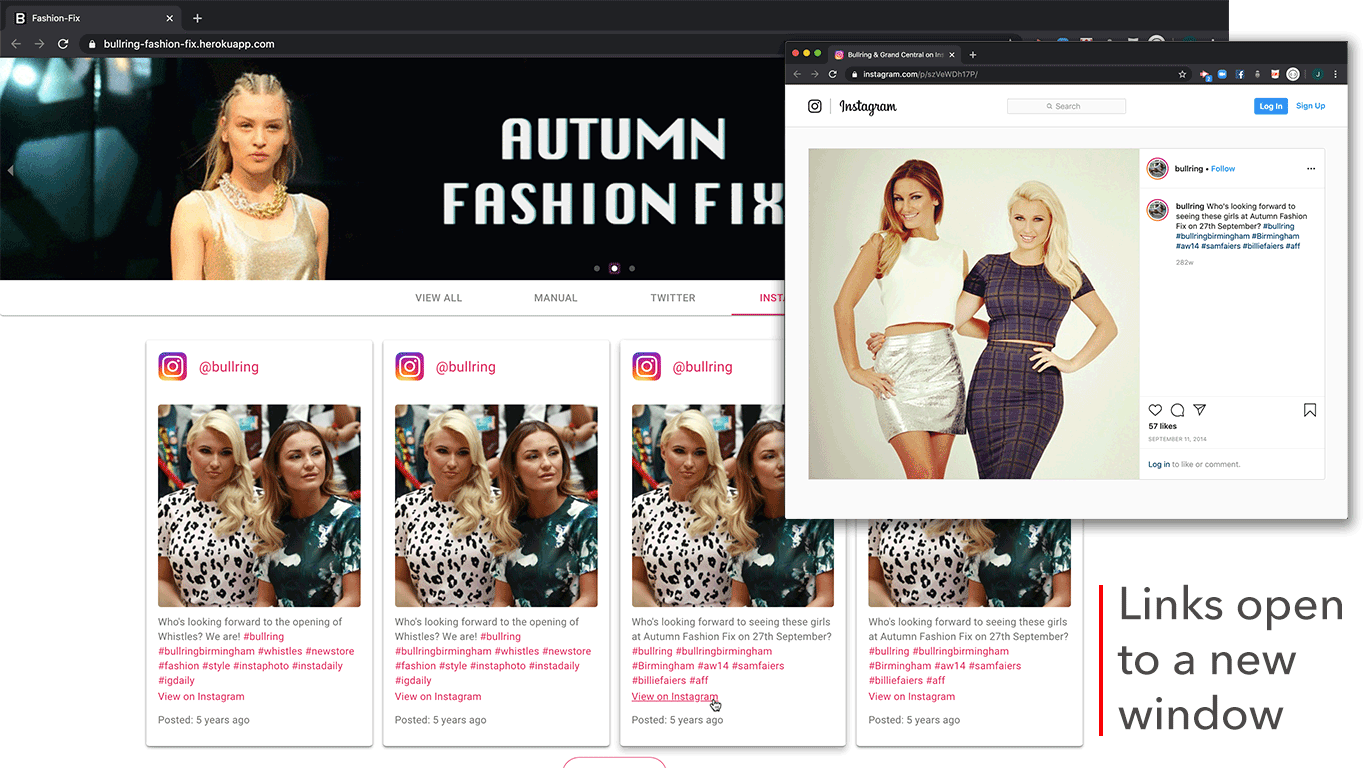 Fashion-Fix
bullring-fashion-fix.herokuapp.com
AUTUMN
FASHION FIX
VIEW ALL
MANUAL
TWITTER
INSTA
@bullring
Who's looking forward to the opening of
Whistles? We are! #bullring
#bullringbirmingham #whistles #newstore
#fashion #style #instaphoto #instadaily
#igdaily
View on Instagram
Posted: 5 years ago
@bullring
Who's looking forward to the opening of
Whistles? We are! #bullring
#bullringbirmingham #whistles #newstore
#fashion #style #instaphoto #instadaily
#igdaily
View on Instagram
Posted: 5 years ago
@bullring
Who's looking forward to seeing these girls
at Autumn Fashion Fix on 27th September?
#bullring #bullringbirmingham
#Birmingham #aw14 #samfaiers
#billiefaiers #aff
View on Instagram
Posted: 5 years ago
Who's looking forward to seeing these girls
at Autumn Fashion Fix on 27th September?
#bullring #bullringbirmingham
#Birmingham #aw14 #samfaiers
#billiefaiers #aff
View on Instagram
Posted: 5 years ago
Bullring & Grand Central on Ins
instagram.com/p/szVeWDh17P/
Instagram
Search
Log In
Sign Up
bullring • Follow
bullring Who's looking forward to
seeing these girls at Autumn Fashion
Fix on 27th September? #bullring
#bullringbirmingham #Birmingham
#aw14 #samfaiers #billiefaiers #aff
282w
57 likes
SEPTEMBER 11, 2014
Log in to like or comment.
Links open
to a new
window